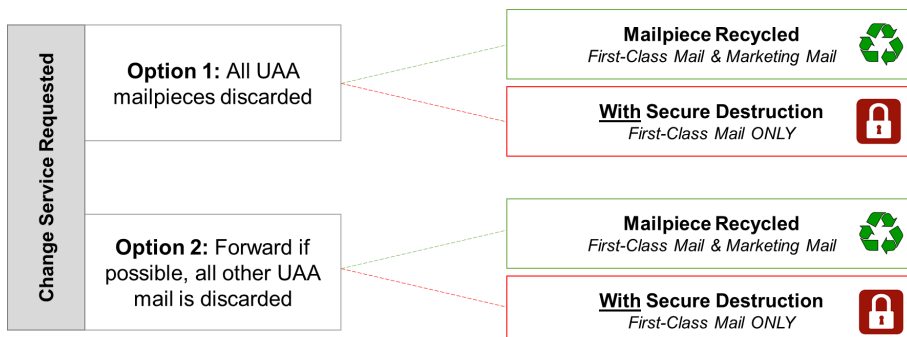 Change Service Requested
Option 1: All UAA
mailpieces discarded
Mailpiece Recycled
First-Class Mail & Marketing Mail
With Secure Destruction
First-Class Mail ONLY
Option 2: Forward if
possible, all other UAA
mail is discarded
Mailpiece Recycled
First-Class Mail & Marketing Mail
With Secure Destruction
First-Class Mail ONLY